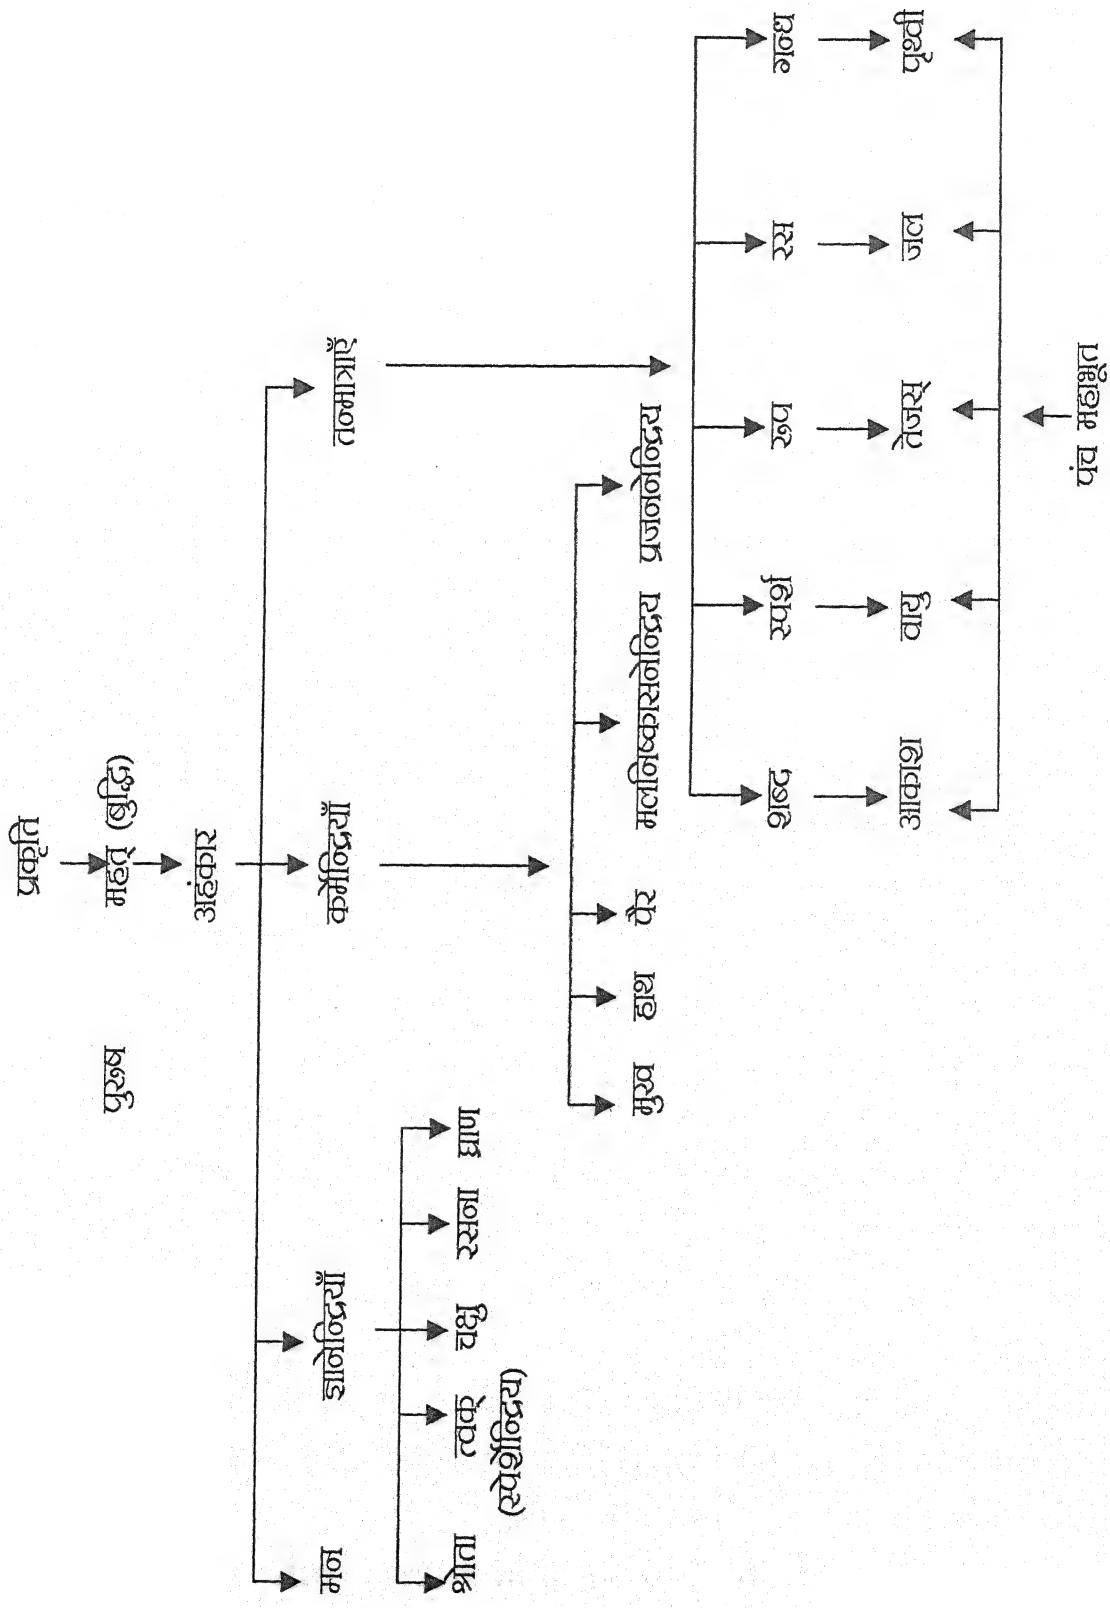 प्रकृति
पुरुष महत् (बुद्धि)
अहंकार
मन ज्ञानेन्द्रियाँ कर्मेन्द्रियाँ तन्मात्राएँ
त्वक् चक्षु रसना घ्राण
(स्पर्शेन्द्रिय)
मुख हाथ पैर मलनिष्कासनेन्द्रिय प्रजननेन्द्रिय
शब्द स्पर्श रूप रस गन्ध
आकाश वायु तेजस् जल पृथ्वी
पंच महाभूत